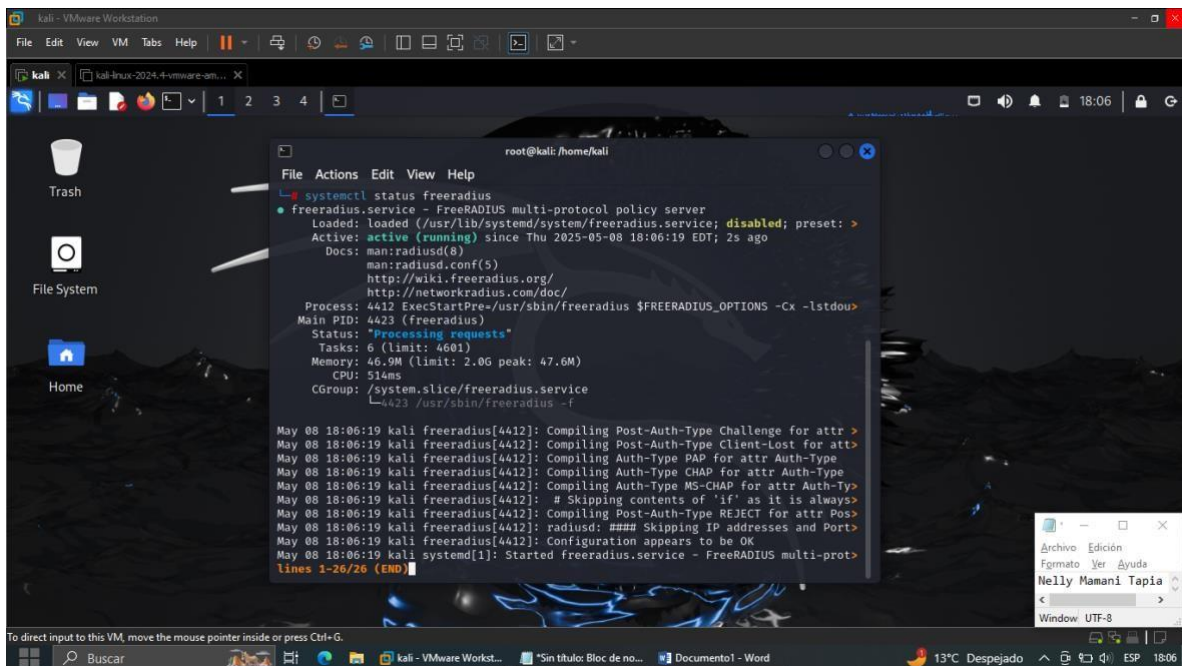 kali - VMware Workstation
File Edit View VM Tabs Help
kali kali-linux-2024.4-vmware-am...
1 2 3 4 18:06
Trash
File System
Home
root@kali: /home/kali
File Actions Edit View Help
└─# systemctl status freeradius
● freeradius.service - FreeRADIUS multi-protocol policy server
Loaded: loaded (/usr/lib/systemd/system/freeradius.service; disabled; preset: >
Active: active (running) since Thu 2025-05-08 18:06:19 EDT; 2s ago
Docs: man:radiusd(8)
man:radiusd.conf(5)
http://wiki.freeradius.org/
http://networkradius.com/doc/
Process: 4412 ExecStartPre=/usr/sbin/freeradius $FREERADIUS_OPTIONS -Cx -lstdou>
Main PID: 4423 (freeradius)
Status: "Processing requests"
Tasks: 6 (limit: 4601)
Memory: 46.9M (limit: 2.0G peak: 47.6M)
CPU: 514ms
CGroup: /system.slice/freeradius.service
└─4423 /usr/sbin/freeradius -f
May 08 18:06:19 kali freeradius[4412]: Compiling Post-Auth-Type Challenge for attr >
May 08 18:06:19 kali freeradius[4412]: Compiling Post-Auth-Type Client-Lost for att>
May 08 18:06:19 kali freeradius[4412]: Compiling Auth-Type PAP for attr Auth-Type
May 08 18:06:19 kali freeradius[4412]: Compiling Auth-Type CHAP for attr Auth-Type
May 08 18:06:19 kali freeradius[4412]: Compiling Auth-Type MS-CHAP for attr Auth-Ty>
May 08 18:06:19 kali freeradius[4412]: # Skipping contents of 'if' as it is always>
May 08 18:06:19 kali freeradius[4412]: Compiling Post-Auth-Type REJECT for attr Pos>
May 08 18:06:19 kali freeradius[4412]: radiusd: #### Skipping IP addresses and Port>
May 08 18:06:19 kali freeradius[4412]: Configuration appears to be OK
May 08 18:06:19 kali systemd[1]: Started freeradius.service - FreeRADIUS multi-prot>
lines 1-26/26 (END)
Archivo Edición
Formato Ver Ayuda
Nelly Mamani Tapia
Window UTF-8
To direct input to this VM, move the mouse pointer inside or press Ctrl+G.
Buscar kali - VMware Workst... *Sin título: Bloc de no... Documento1 - Word 13°C Despejado ESP 18:06